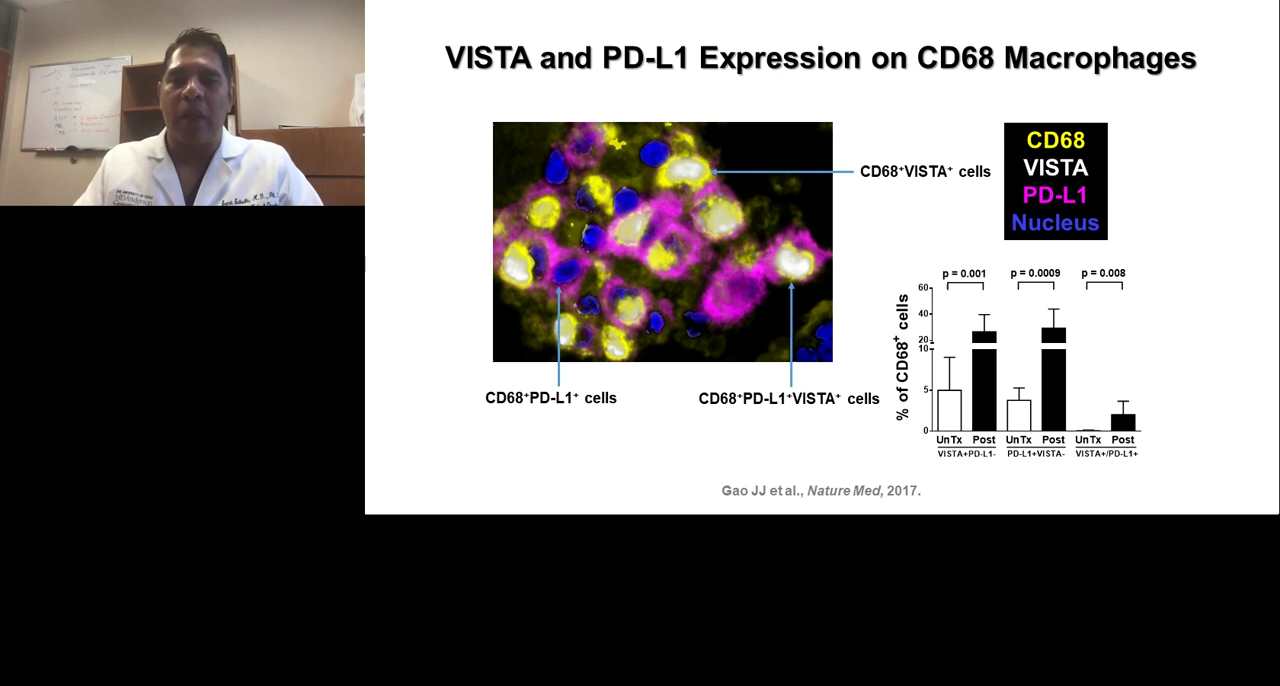 VISTA and PD-L1 Expression on CD68 Macrophages
CD68
VISTA
PD-L1
Nucleus
CD68⁺VISTA⁺ cells
CD68⁺PD-L1⁺ cells
CD68⁺PD-L1⁺VISTA⁺ cells
p = 0.001
p = 0.0009
p = 0.008
% of CD68⁺ cells
60
40
20
10
5
0
UnTx Post UnTx Post UnTx Post
VISTA+PD-L1- PD-L1+VISTA- VISTA+/PD-L1+
Gao JJ et al., Nature Med, 2017.